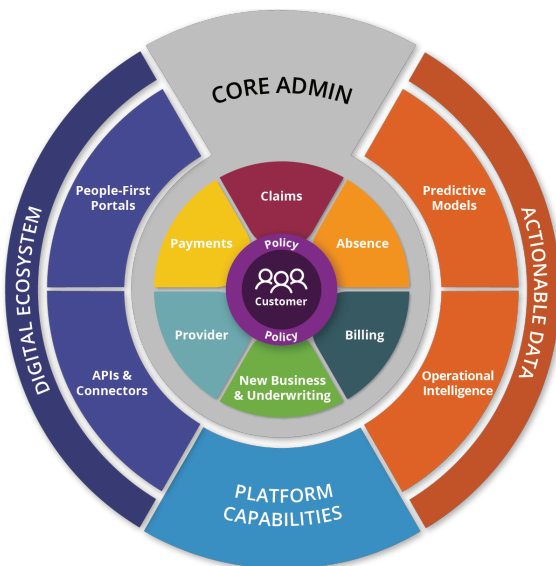 CORE ADMIN
DIGITAL ECOSYSTEM
People-First
Portals
APIs &
Connectors
ACTIONABLE DATA
Predictive
Models
Operational
Intelligence
PLATFORM
CAPABILITIES
Claims
Payments
Absence
Provider
Billing
New Business
& Underwriting
Policy
Customer
Policy